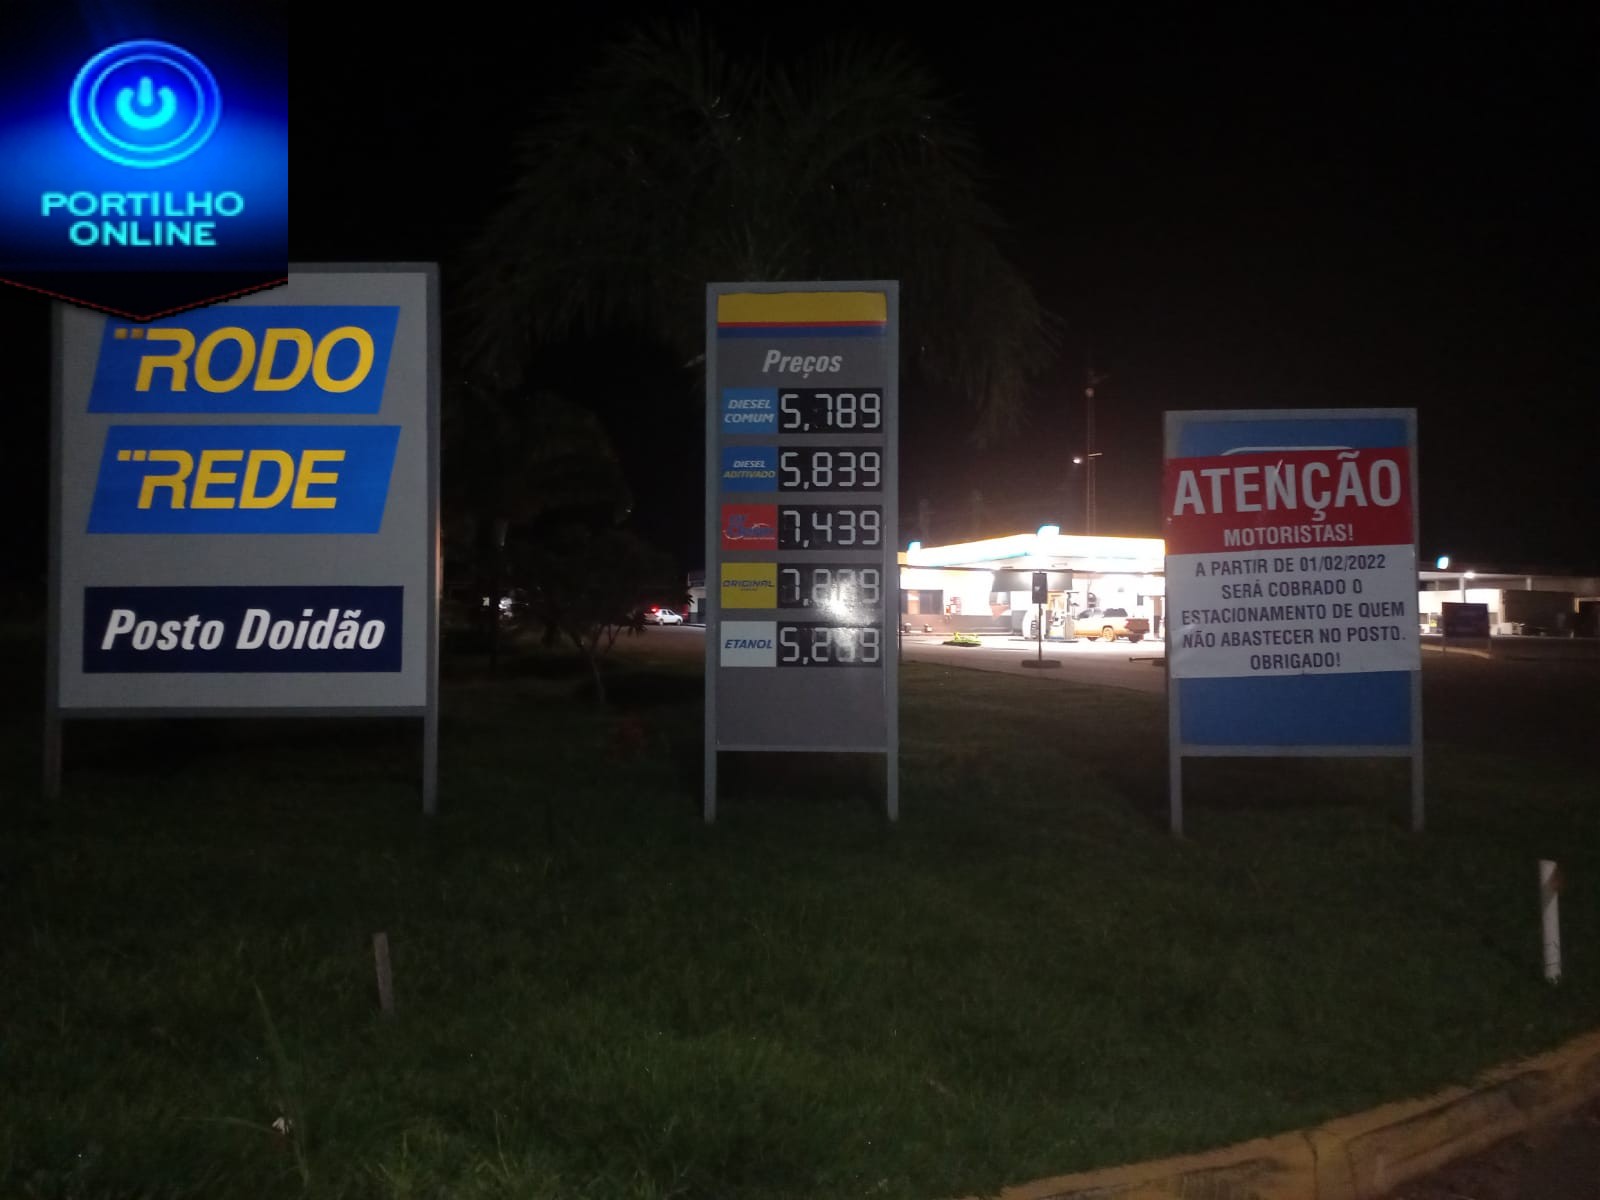 PORTILHO
ONLINE
RODO
REDE
Posto Doidão
Preços
DIESEL
COMUM
5,789
DIESEL
ADITIVADO
5,839
7,439
ORIGINAL
ETANOL
ATENÇÃO
MOTORISTAS!
A PARTIR DE 01/02/2022
SERÁ COBRADO O
ESTACIONAMENTO DE QUEM
NÃO ABASTECER NO POSTO.
OBRIGADO!